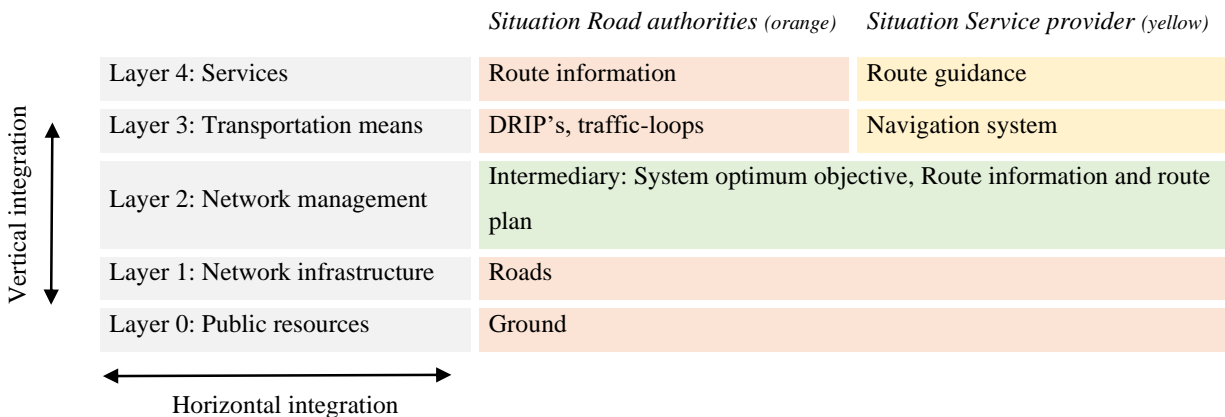 Situation Road authorities (orange) Situation Service provider (yellow)
Layer 4: Services Route information Route guidance
Layer 3: Transportation means DRIP’s, traffic-loops Navigation system
Layer 2: Network management Intermediary: System optimum objective, Route information and route
plan
Layer 1: Network infrastructure Roads
Layer 0: Public resources Ground
Vertical integration
Horizontal integration